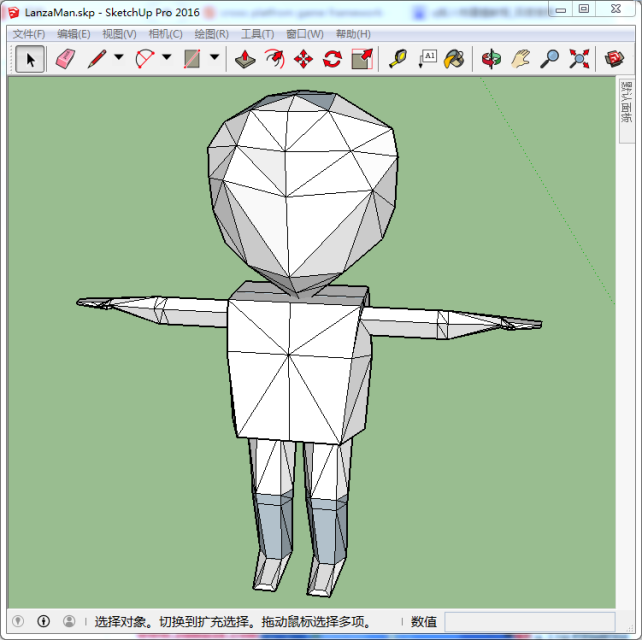 LanzaMan.skp - SketchUp Pro 2016
文件(F) 编辑(E) 视图(V) 相机(C) 绘图(R) 工具(T) 窗口(W) 帮助(H)
A1
默认面板
选择对象。切换到扩充选择。拖动鼠标选择多项。 数值